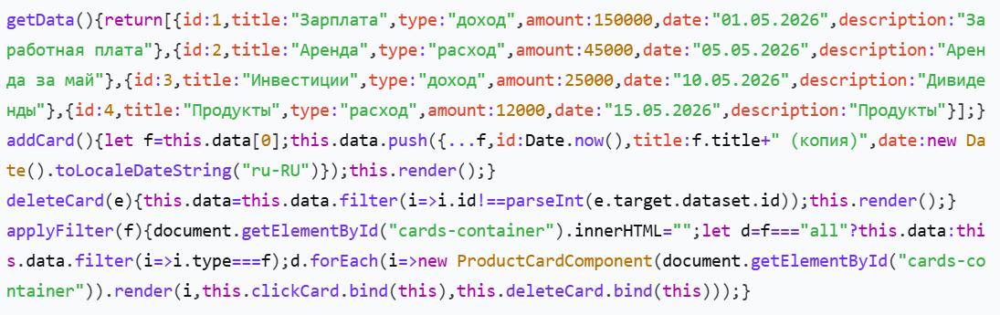 getData(){return[{id:1,title:"Зарплата",type:"доход",amount:150000,date:"01.05.2026",description:"За
работная плата"},{id:2,title:"Аренда",type:"расход",amount:45000,date:"05.05.2026",description:"Арен
да за май"},{id:3,title:"Инвестиции",type:"доход",amount:25000,date:"10.05.2026",description:"Дивиде
нды"},{id:4,title:"Продукты",type:"расход",amount:12000,date:"15.05.2026",description:"Продукты"}];}
addCard(){let f=this.data[0];this.data.push({...f,id:Date.now(),title:f.title+" (копия)",date:new Da
te().toLocaleDateString("ru-RU")});this.render();}
deleteCard(e){this.data=this.data.filter(i=>i.id!==parseInt(e.target.dataset.id));this.render();}
applyFilter(f){document.getElementById("cards-container").innerHTML="";let d=f==="all"?this.data:thi
s.data.filter(i=>i.type===f);d.forEach(i=>new ProductCardComponent(document.getElementById("cards-co
ntainer")).render(i,this.clickCard.bind(this),this.deleteCard.bind(this)));}